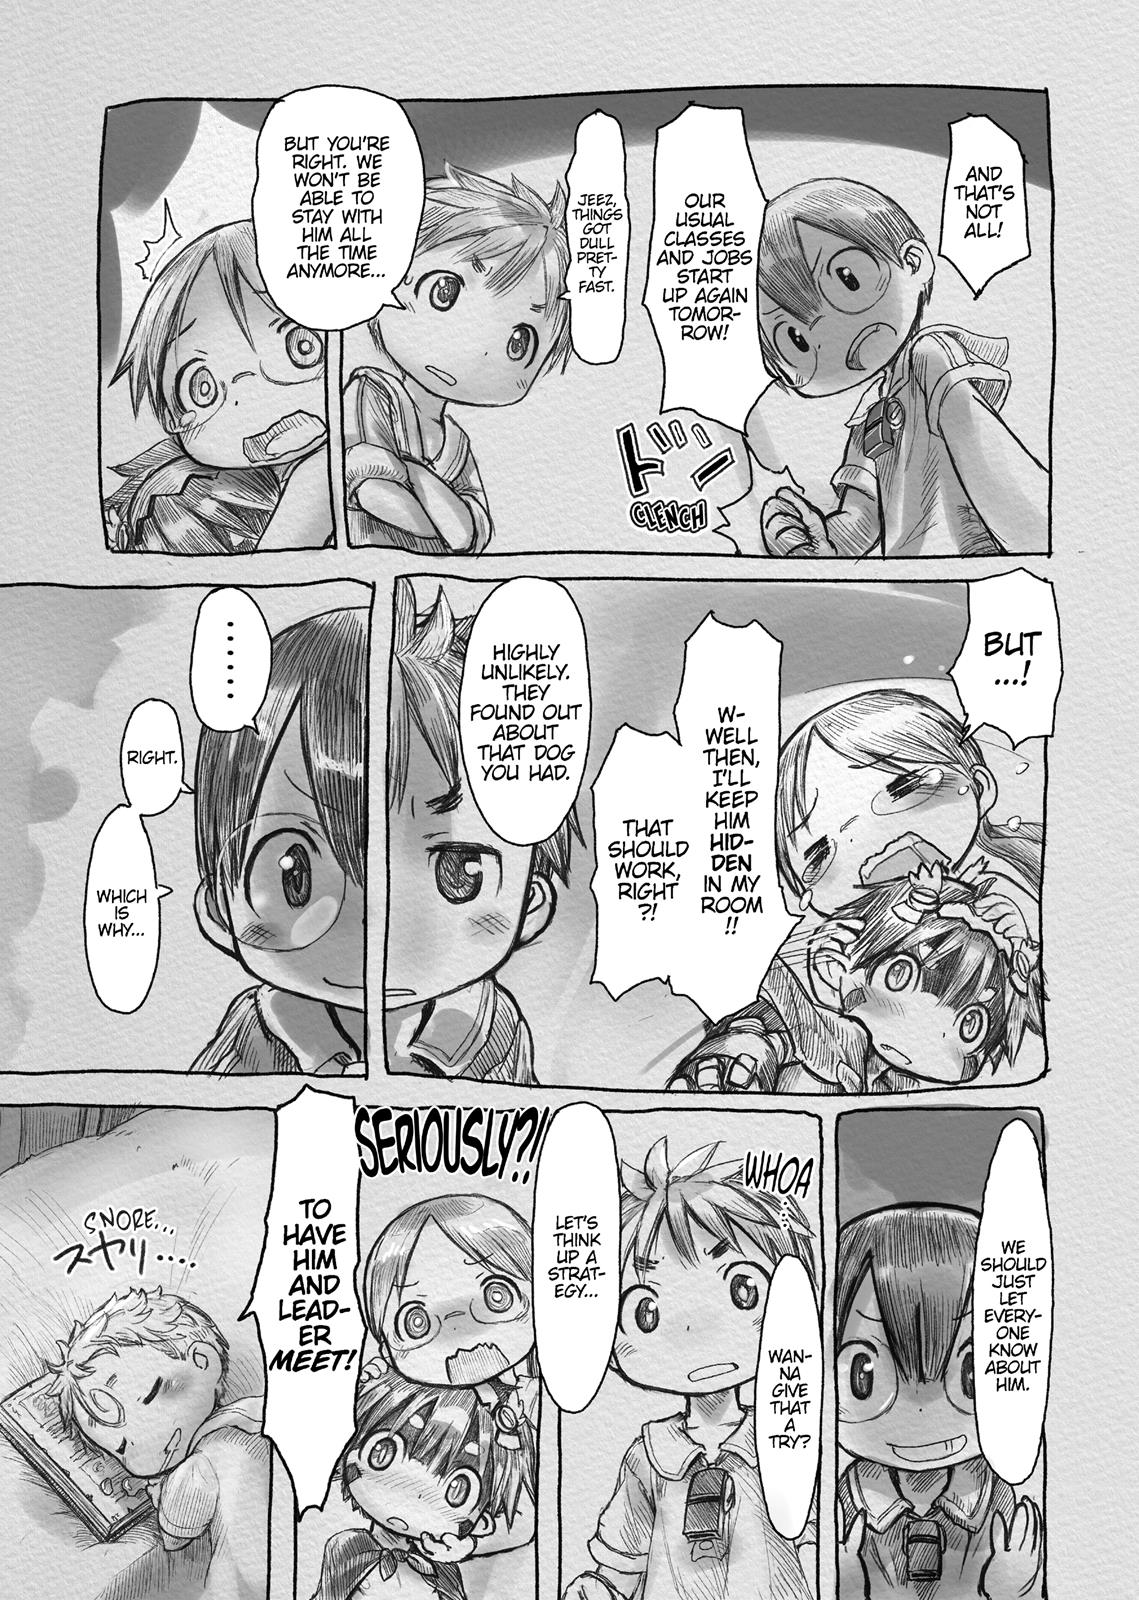 AND
THAT'S
NOT
ALL!
OUR
USUAL
CLASSES
AND JOBS
START
UP AGAIN
TOMOR-
ROW!
ドン
CLENCH
JEEZ,
THINGS
GOT
DULL
PRET-
TY
FAST.
BUT YOU'RE
RIGHT. WE
WON'T BE
ABLE TO
STAY WITH
HIM ALL
THE TIME
ANYMORE...
BUT
...!
W-
WELL
THEN,
I'LL
KEEP
HIM
HID-
DEN
IN MY
ROOM
!!
THAT
SHOULD
WORK,
RIGHT
?!
HIGHLY
UNLIKELY.
THEY
FOUND OUT
ABOUT
THAT DOG
YOU HAD.
......
RIGHT.
WHICH
IS
WHY...
WE
SHOULD
JUST
LET
EVERY-
ONE
KNOW
ABOUT
HIM.
WHOA
......
WAN-
NA
GIVE
THAT
A
TRY?
LET'S
THINK
UP A
STRAT-
EGY...
SERIOUSLY?!
TO
HAVE
HIM
AND
LEAD-
ER
MEET!
SNORE...
スヤリ....